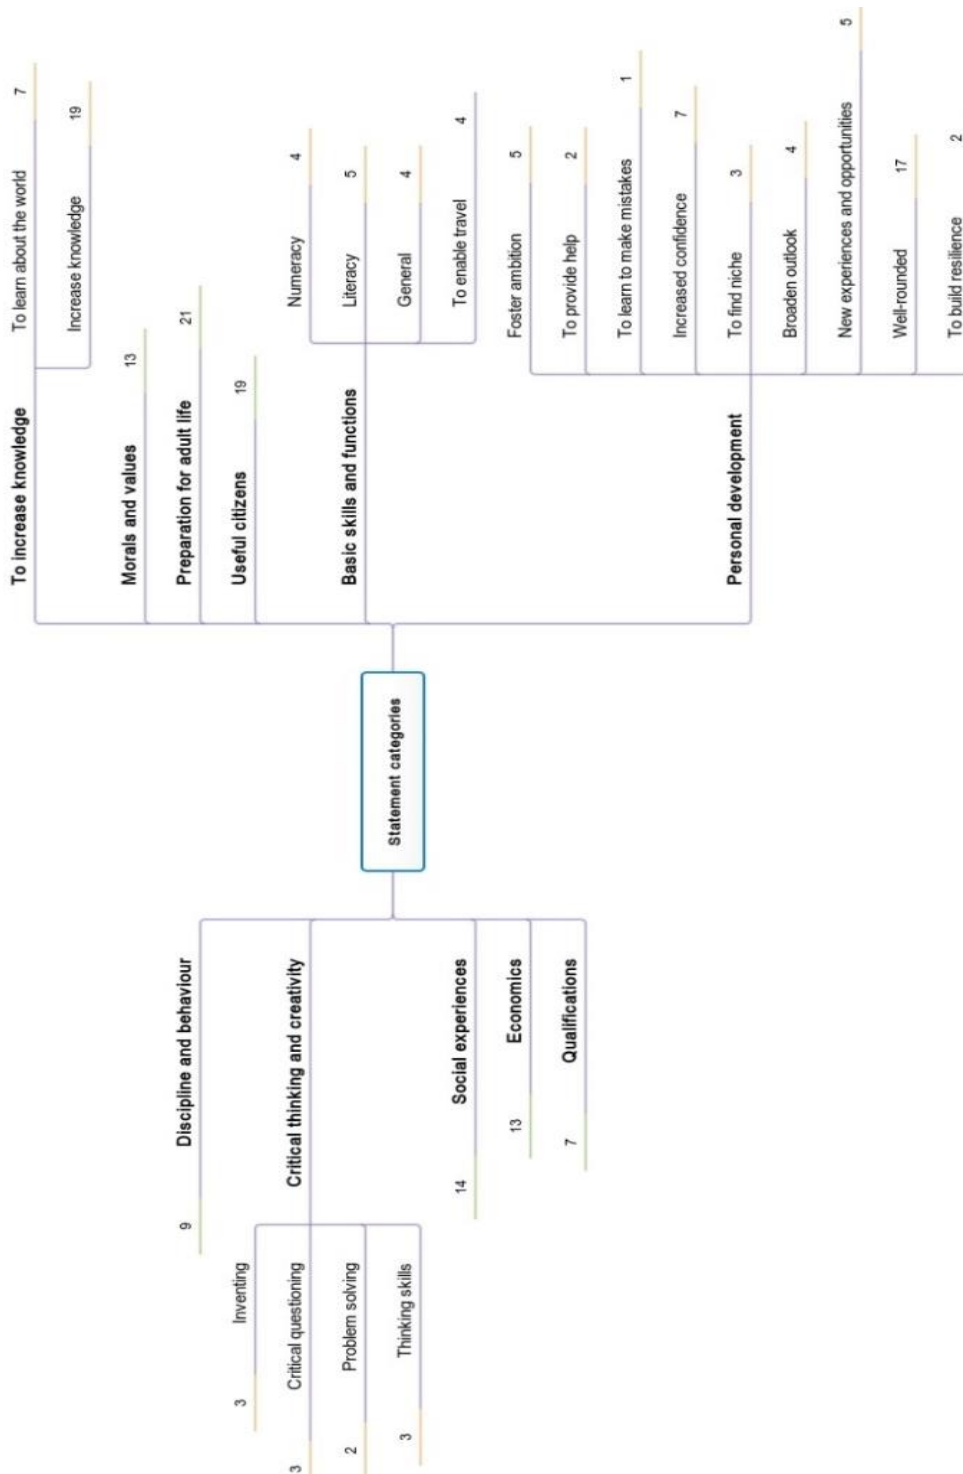 Statement categories
To increase knowledge
To learn about the world 7
Increase knowledge 19
Morals and values 13
Preparation for adult life 21
Useful citizens 19
Basic skills and functions
Numeracy 4
Literacy 5
General 4
To enable travel 4
Personal development
Foster ambition 5
To provide help 2
To learn to make mistakes 1
Increased confidence 7
To find niche 3
Broaden outlook 4
New experiences and opportunities 5
Well-rounded 17
To build resilience 2
9 Discipline and behaviour
Critical thinking and creativity
3 Inventing
3 Critical questioning
2 Problem solving
3 Thinking skills
14 Social experiences
13 Economics
7 Qualifications